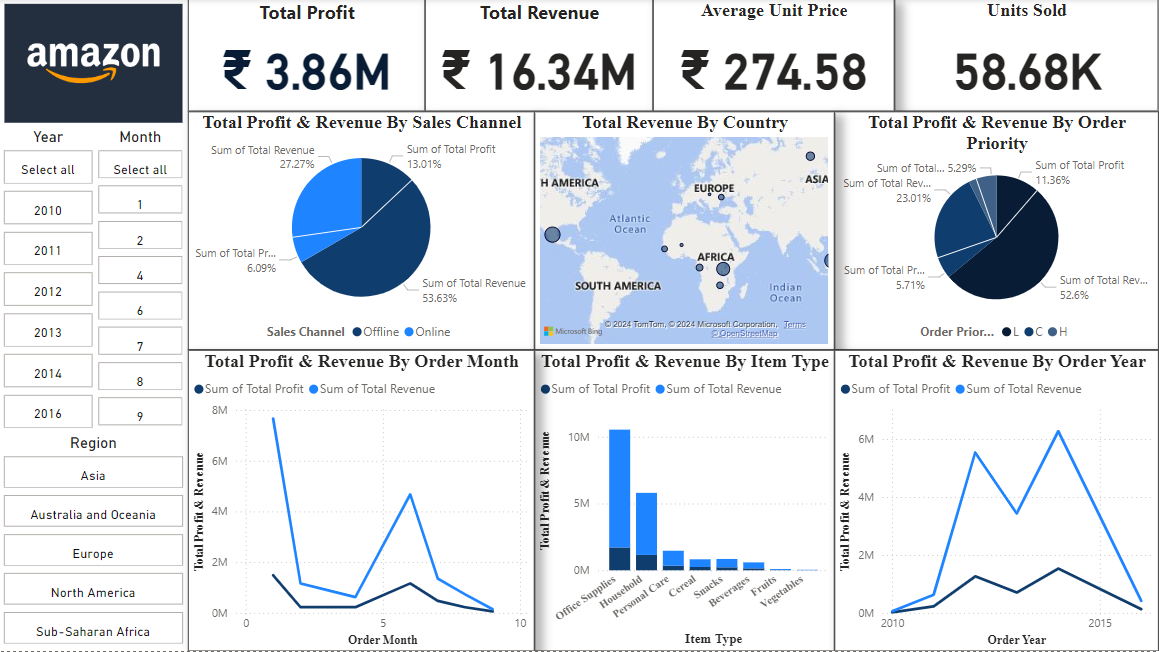 amazon
Year
Month
Select all
Select all
2010
2011
2012
2013
2014
2016
1
2
4
6
7
8
9
Region
Asia
Australia and Oceania
Europe
North America
Sub-Saharan Africa
Total Profit
₹ 3.86M
Total Revenue
₹ 16.34M
Average Unit Price
₹ 274.58
Units Sold
58.68K
Total Profit & Revenue By Sales Channel
Sum of Total Revenue
27.27%
Sum of Total Profit
13.01%
Sum of Total Pr...
6.09%
Sum of Total Revenue
53.63%
Sales Channel Offline Online
Total Revenue By Country
H AMERICA
EUROPE
ASIA
Atlantic
Ocean
AFRICA
SOUTH AMERICA
Indian
Ocean
Microsoft Bing
© 2024 TomTom, © 2024 Microsoft Corporation, Terms
© OpenStreetMap
Total Profit & Revenue By Order
Priority
Sum of Total... 5.29%
Sum of Total Profit
11.36%
Sum of Total Rev...
23.01%
Sum of Total Pr...
5.71%
Sum of Total Rev...
52.6%
Order Prior... L C H
Total Profit & Revenue By Order Month
Sum of Total Profit Sum of Total Revenue
Total Profit & Revenue
8M
6M
4M
2M
0M
0 5 10
Order Month
Total Profit & Revenue By Item Type
Sum of Total Profit Sum of Total Revenue
Total Profit & Revenue
10M
5M
0M
Office Supplies
Household
Personal Care
Cereal
Snacks
Beverages
Fruits
Vegetables
Item Type
Total Profit & Revenue By Order Year
Sum of Total Profit Sum of Total Revenue
Total Profit & Revenue
6M
4M
2M
0M
2010 2015
Order Year